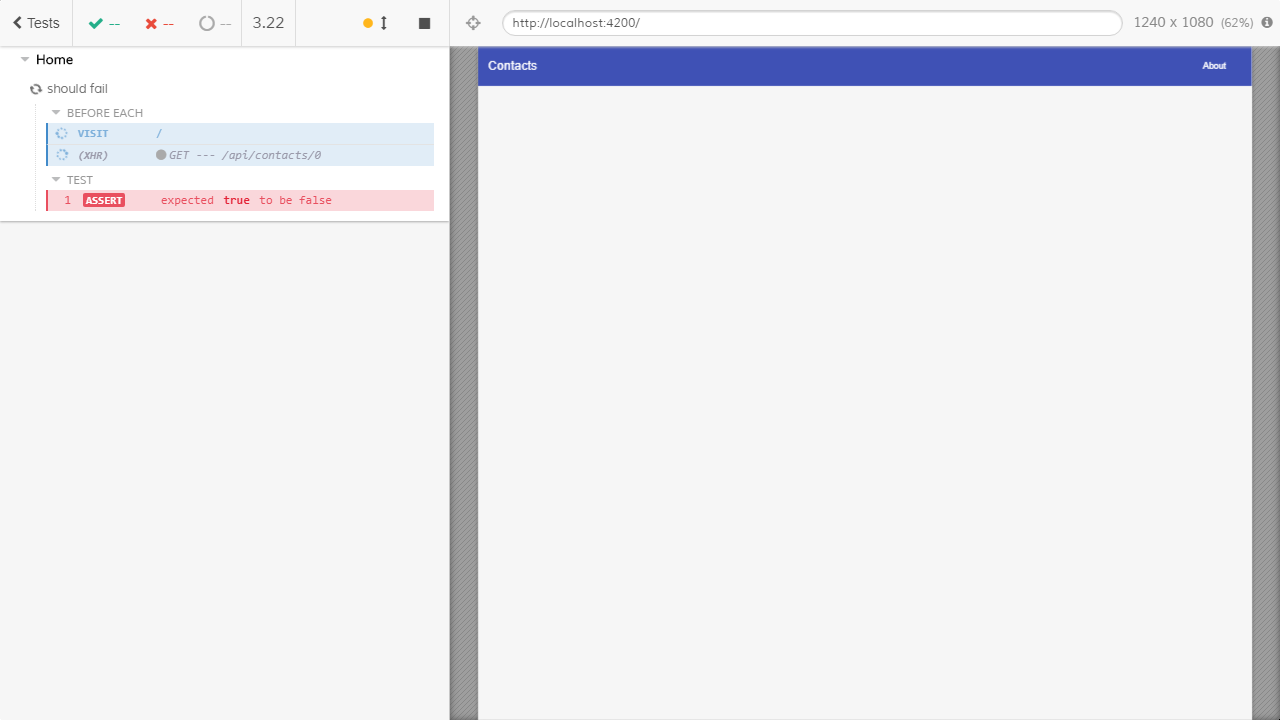 Tests -- -- -- 3.22
http://localhost:4200/ 1240 x 1080 (62%)
Home
should fail
BEFORE EACH
VISIT /
(XHR) GET --- /api/contacts/0
TEST
1 ASSERT expected true to be false
Contacts About